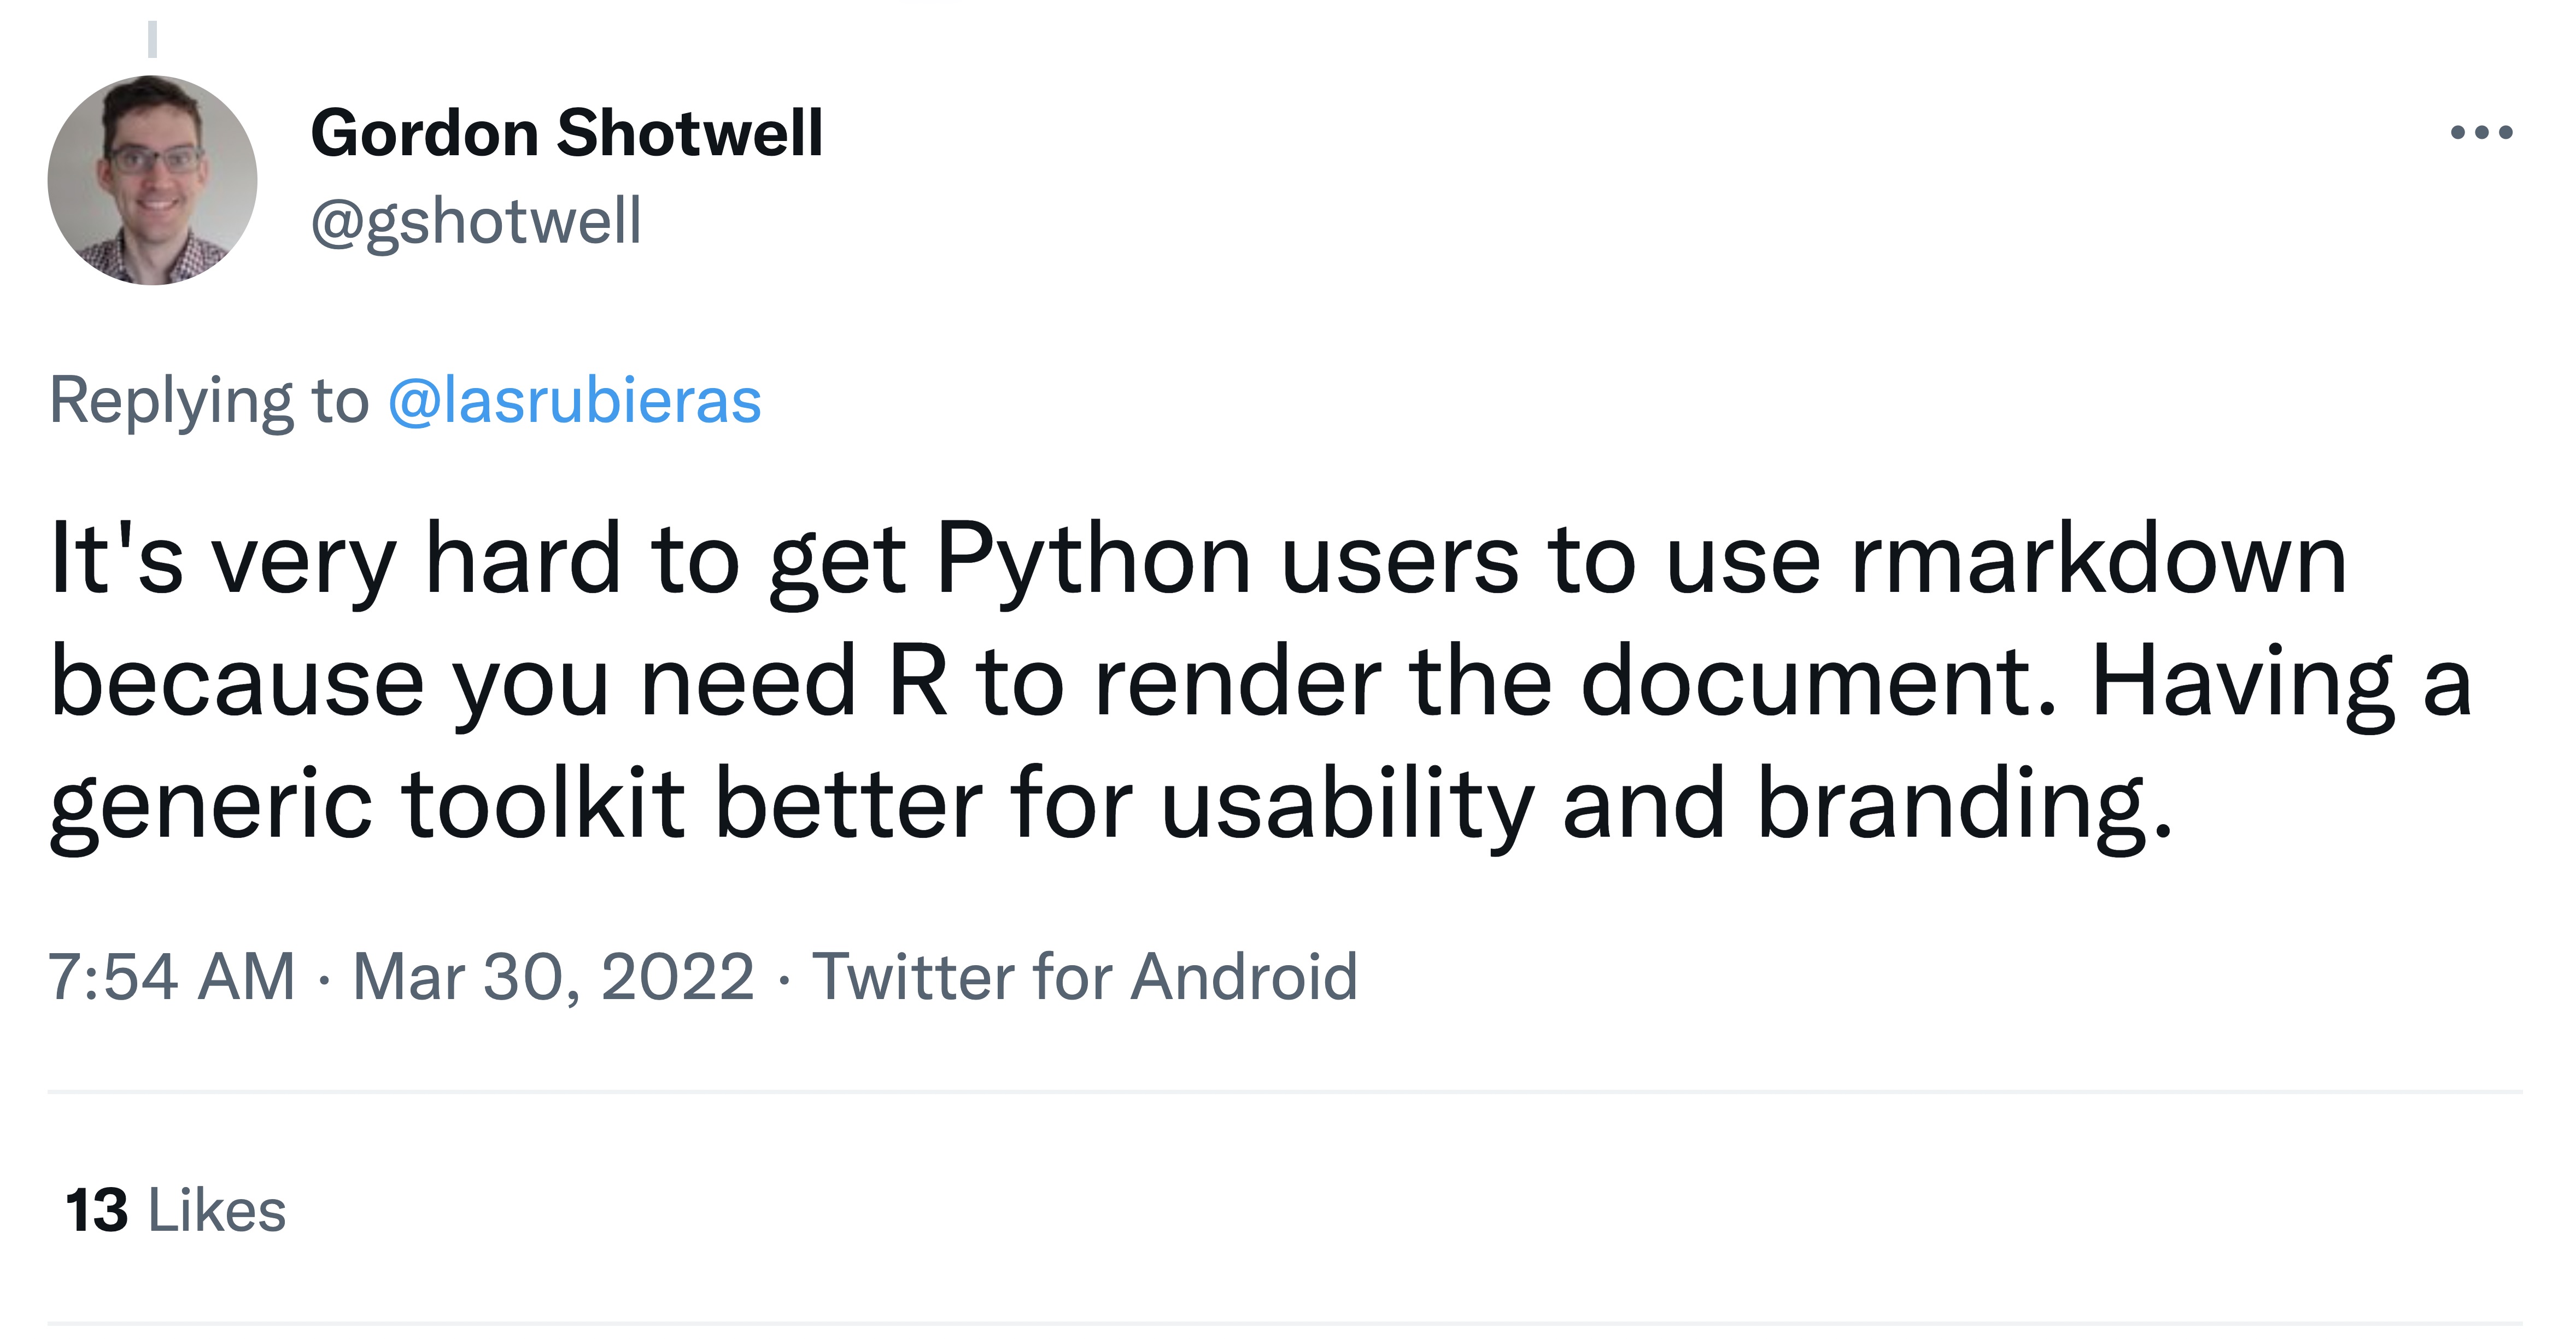 Gordon Shotwell
@gshotwell
Replying to @lasrubieras
It's very hard to get Python users to use rmarkdown
because you need R to render the document. Having a
generic toolkit better for usability and branding.
7:54 AM · Mar 30, 2022 · Twitter for Android
13 Likes